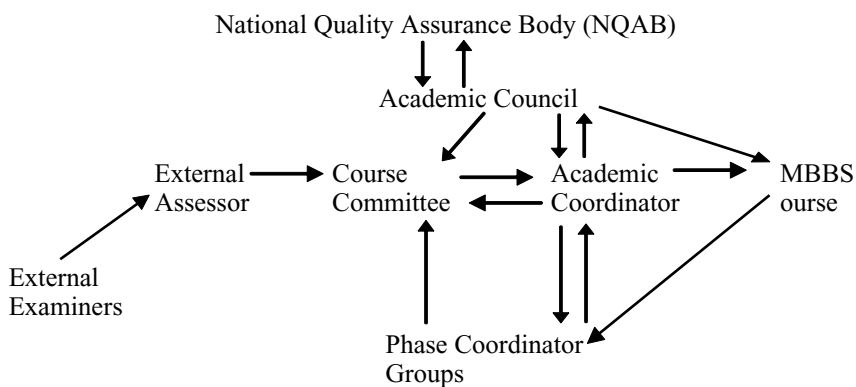 National Quality Assurance Body (NQAB)
Academic Council
External
Assessor
Course
Committee
Academic
Coordinator
MBBS
ourse
External
Examiners
Phase Coordinator
Groups